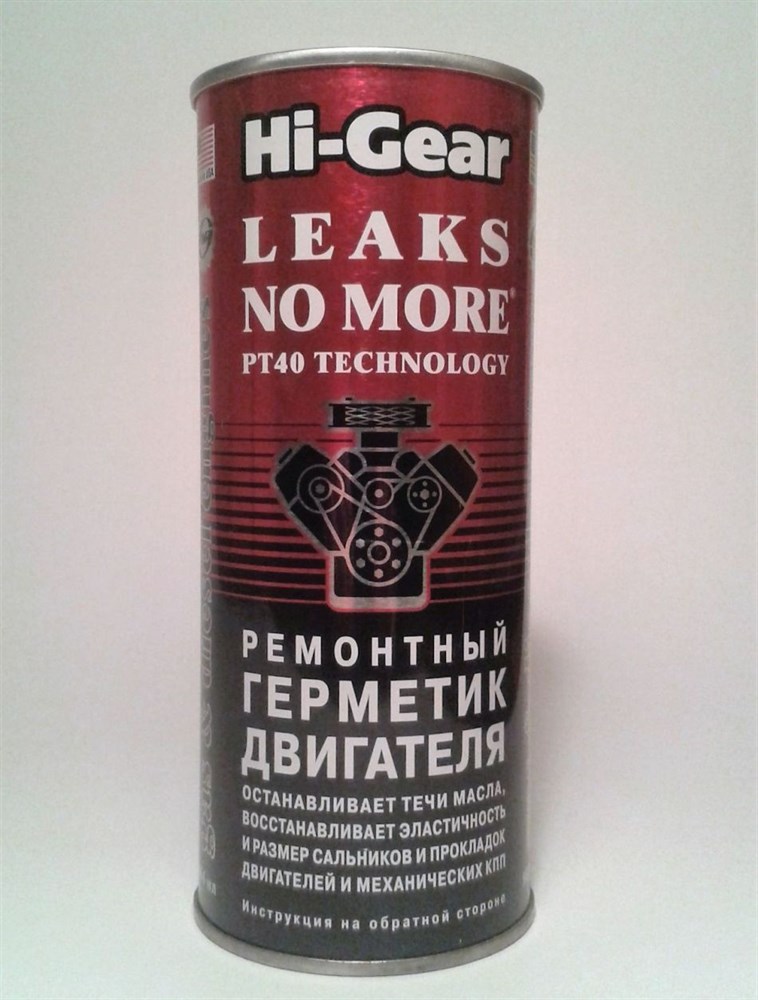 Hi-Gear
LEAKS
NO MORE®
PT40 TECHNOLOGY
РЕМОНТНЫЙ
ГЕРМЕТИК
ДВИГАТЕЛЯ
ОСТАНАВЛИВАЕТ ТЕЧИ МАСЛА,
ВОССТАНАВЛИВАЕТ ЭЛАСТИЧНОСТЬ
И РАЗМЕР САЛЬНИКОВ И ПРОКЛАДОК
ДВИГАТЕЛЕЙ И МЕХАНИЧЕСКИХ КПП
Инструкция на обратной стороне